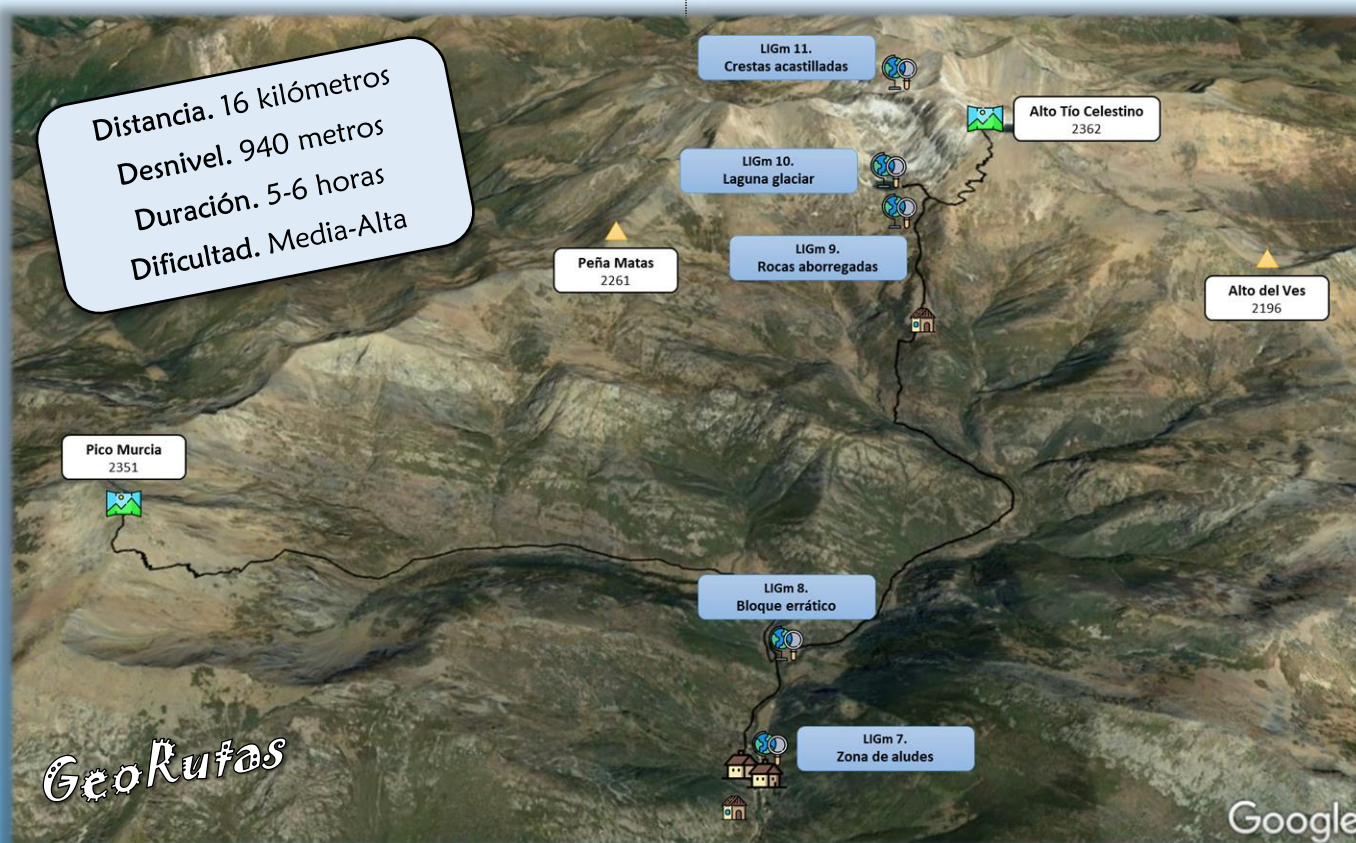 Distancia. 16 kilómetros
Desnivel. 940 metros
Duración. 5-6 horas
Dificultad. Media-Alta
LIGm 11.
Crestas acastilladas
Alto Tío Celestino
2362
LIGm 10.
Laguna glaciar
LIGm 9.
Rocas aborregadas
Peña Matas
2261
Alto del Ves
2196
Pico Murcia
2351
LIGm 8.
Bloque errático
LIGm 7.
Zona de aludes
GeoRutas
Google